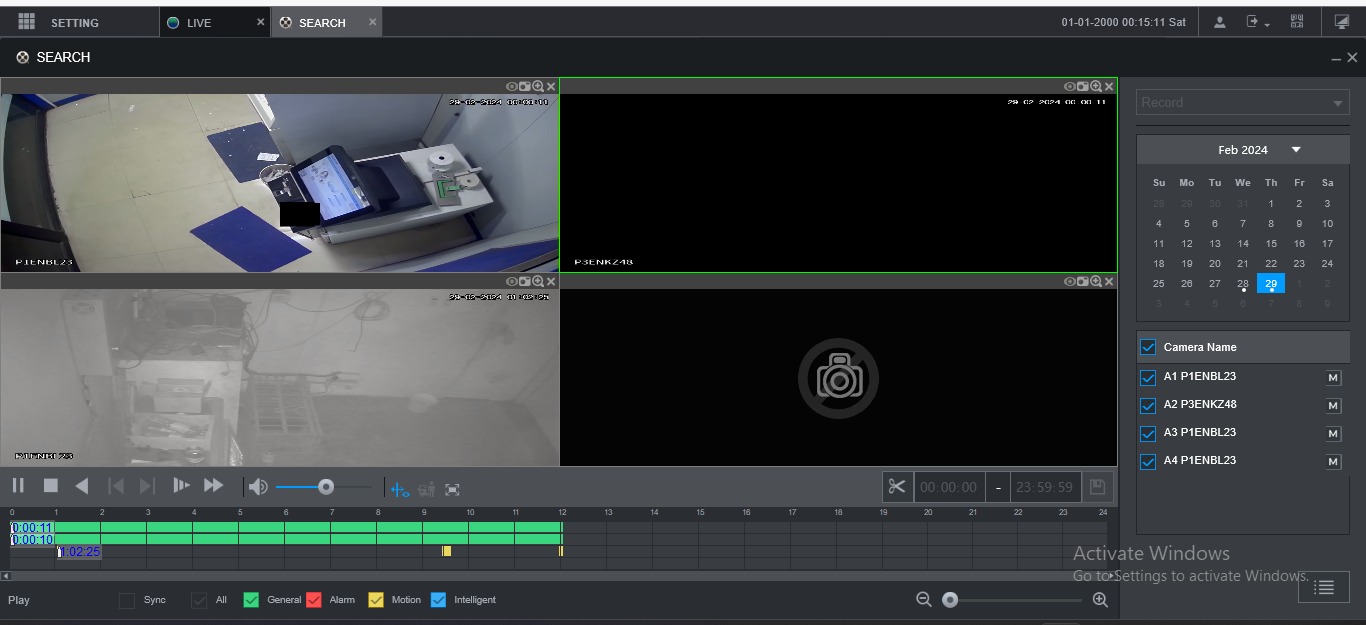 SETTING LIVE SEARCH 01-01-2000 00:15:11 Sat
SEARCH
29-02-2024 00:00:11
P1ENBL23
29-02-2024 00:00:11
P3ENKZ48
29-02-2024 01:02:25
P1ENBL23
Record
Feb 2024
Su Mo Tu We Th Fr Sa
28 29 30 31 1 2 3
4 5 6 7 8 9 10
11 12 13 14 15 16 17
18 19 20 21 22 23 24
25 26 27 28 29 1 2
3 4 5 6 7 8 9
Camera Name
A1 P1ENBL23 M
A2 P3ENKZ48 M
A3 P1ENBL23 M
A4 P1ENBL23 M
00:00:00 - 23:59:59
0 1 2 3 4 5 6 7 8 9 10 11 12 13 14 15 16 17 18 19 20 21 22 23 24
0:00:11
0:00:10
1:02:25
Activate Windows
Go to Settings to activate Windows.
Play Sync All General Alarm Motion Intelligent